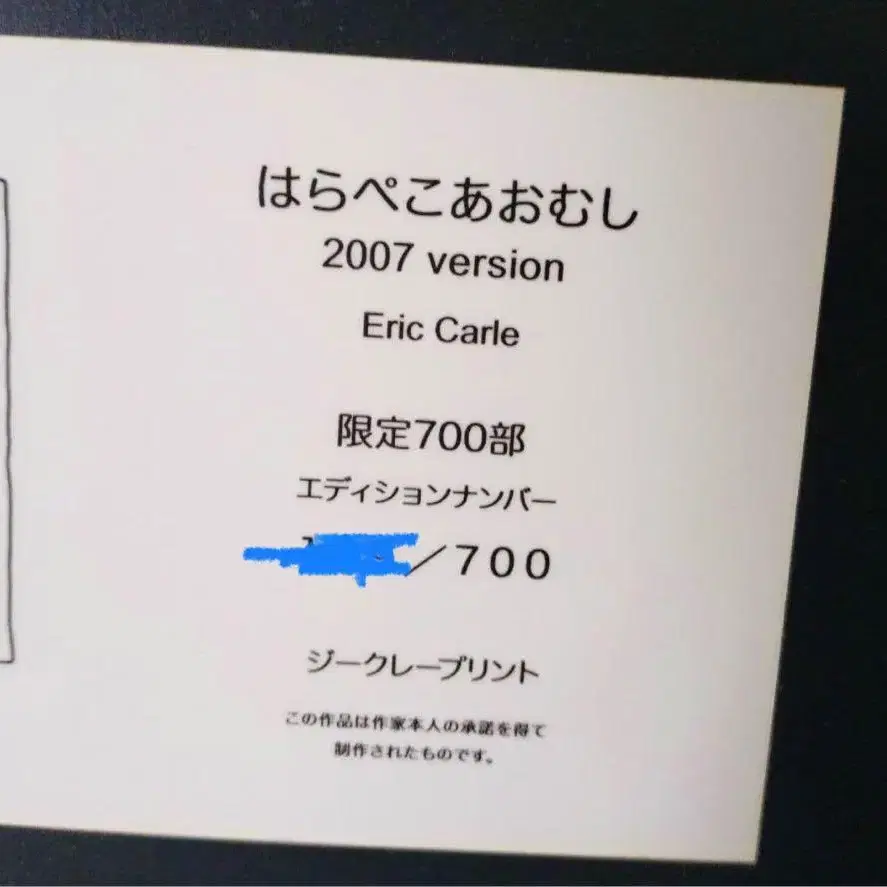 はらぺこあおむし
2007 version
Eric Carle
限定700部
エディションナンバー
／700
ジークレープリント
この作品は作家本人の承諾を得て
制作されたものです。